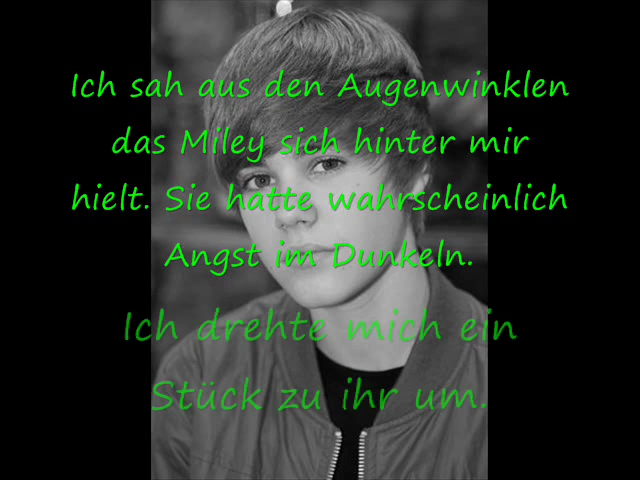 Ich sah aus den Augenwinklen
das Miley sich hinter mir
hielt. Sie hatte wahrscheinlich
Angst im Dunkeln.
Ich drehte mich ein
Stück zu ihr um.